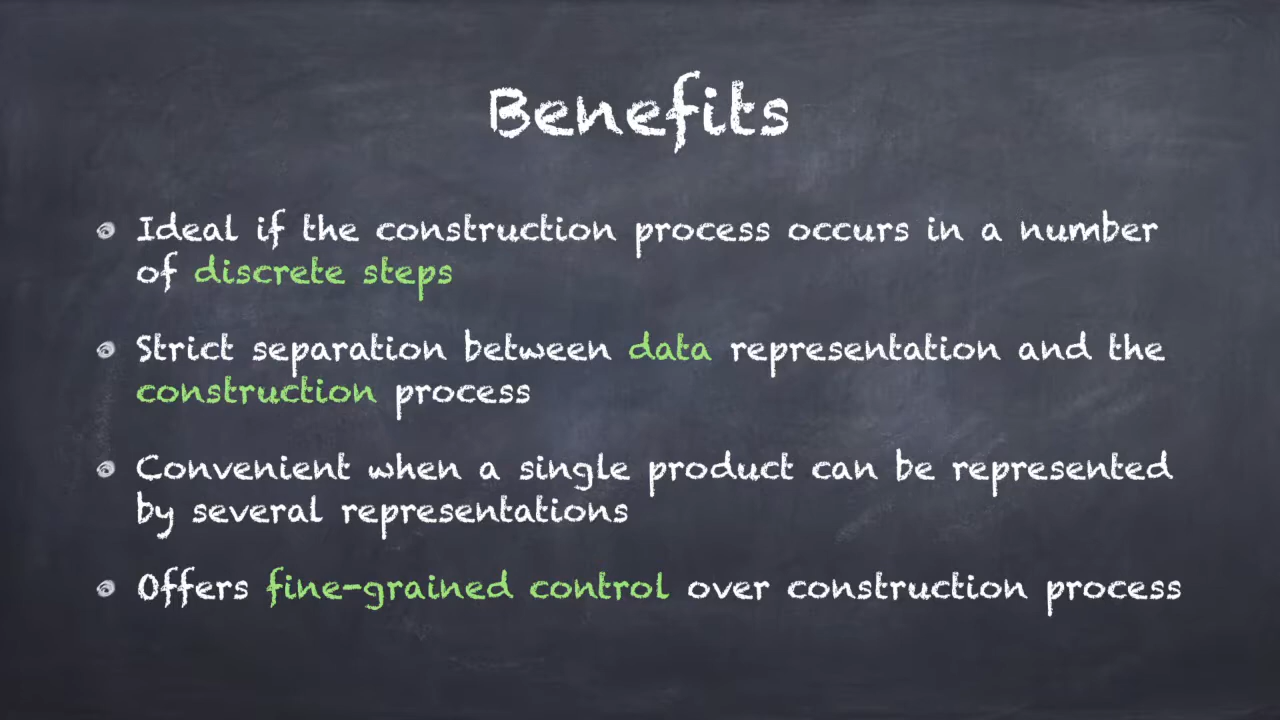 Benefits
Ideal if the construction process occurs in a number
of discrete steps
Strict separation between data representation and the
construction process
Convenient when a single product can be represented
by several representations
Offers fine-grained control over construction process